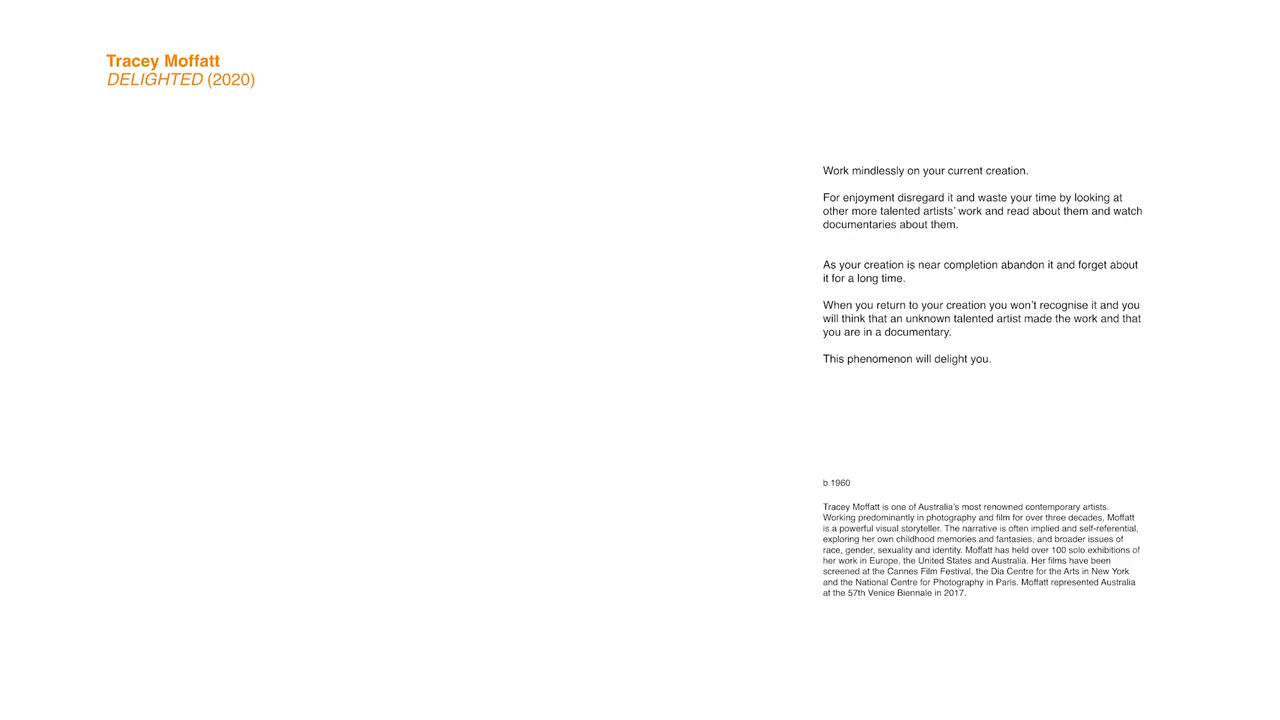 Tracey Moffatt
DELIGHTED (2020)
Work mindlessly on your current creation.
For enjoyment disregard it and waste your time by looking at
other more talented artists’ work and read about them and watch
documentaries about them.
As your creation is near completion abandon it and forget about
it for a long time.
When you return to your creation you won’t recognise it and you
will think that an unknown talented artist made the work and that
you are in a documentary.
This phenomenon will delight you.
b.1960
Tracey Moffatt is one of Australia’s most renowned contemporary artists.
Working predominantly in photography and film for over three decades, Moffatt
is a powerful visual storyteller. The narrative is often implied and self-referential,
exploring her own childhood memories and fantasies, and broader issues of
race, gender, sexuality and identity. Moffatt has held over 100 solo exhibitions of
her work in Europe, the United States and Australia. Her films have been
screened at the Cannes Film Festival, the Dia Centre for the Arts in New York
and the National Centre for Photography in Paris. Moffatt represented Australia
at the 57th Venice Biennale in 2017.